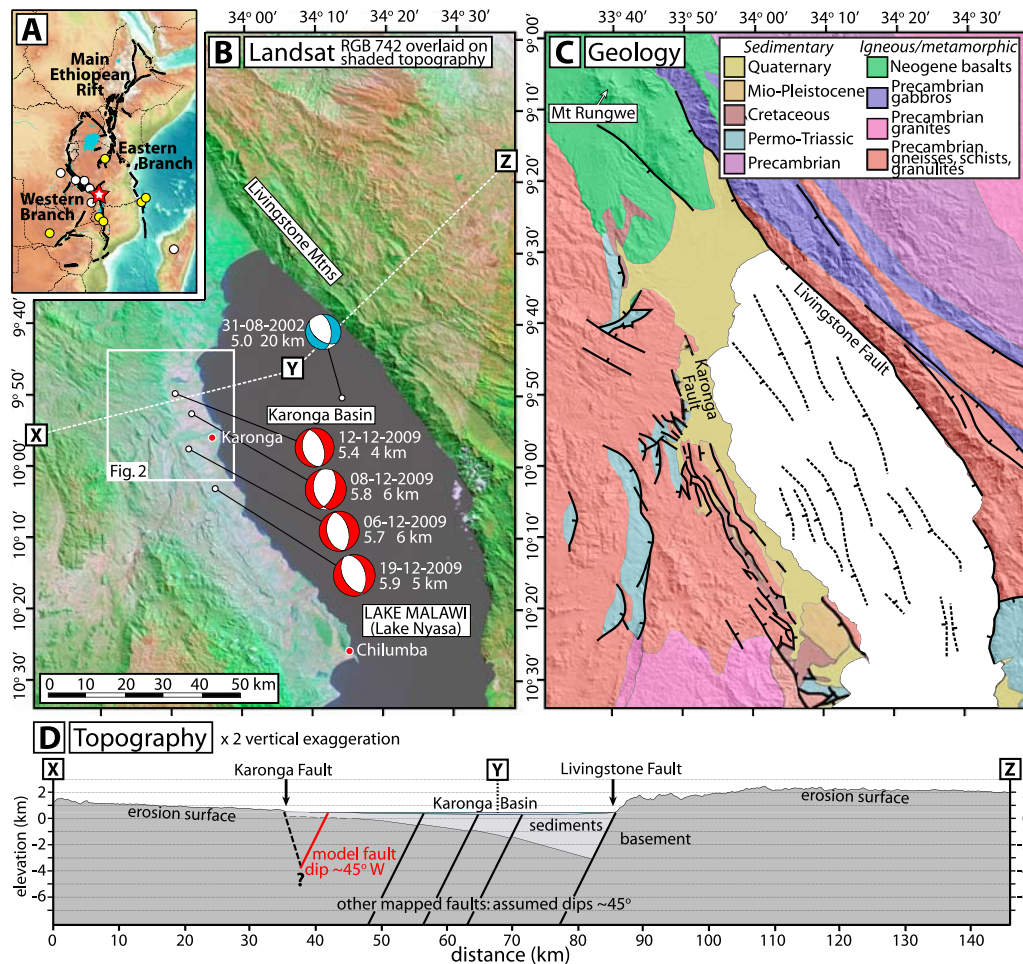 A
Main
Ethiopean
Rift
Eastern
Branch
Western
Branch
34° 00' 34° 10' 34° 20' 34° 30'
B Landsat RGB 742 overlaid on
shaded topography
Z
Livingstone Mtns
9° 40'
9° 50'
10° 00'
10° 10'
10° 20'
10° 30'
31-08-2002
5.0 20 km
Y
X
Karonga Basin
Karonga
Fig.2
12-12-2009
5.4 4 km
08-12-2009
5.8 6 km
06-12-2009
5.7 6 km
19-12-2009
5.9 5 km
LAKE MALAWI
(Lake Nyasa)
Chilumba
0 10 20 30 40 50 km
33° 40' 33° 50' 34° 00' 34° 10' 34° 20' 34° 30'
C Geology
9° 00'
9° 10'
9° 20'
9° 30'
9° 40'
9° 50'
10° 00'
10° 10'
10° 20'
10° 30'
Mt Rungwe
Sedimentary
Quaternary
Mio-Pleistocene
Cretaceous
Permo-Triassic
Precambrian
Igneous/metamorphic
Neogene basalts
Precambrian
gabbros
Precambrian
granites
Precambrian
gneisses, schists,
granulites
Livingstone Fault
Karonga
Fault
D Topography x 2 vertical exaggeration
X Y Z
Karonga Fault
Livingstone Fault
Karonga Basin
erosion surface
erosion surface
sediments
basement
model fault
dip ~45° W
?
other mapped faults: assumed dips ~45°
elevation (km)
2
0
-2
-4
-6
0 10 20 30 40 50 60 70 80 90 100 110 120 130 140
distance (km)